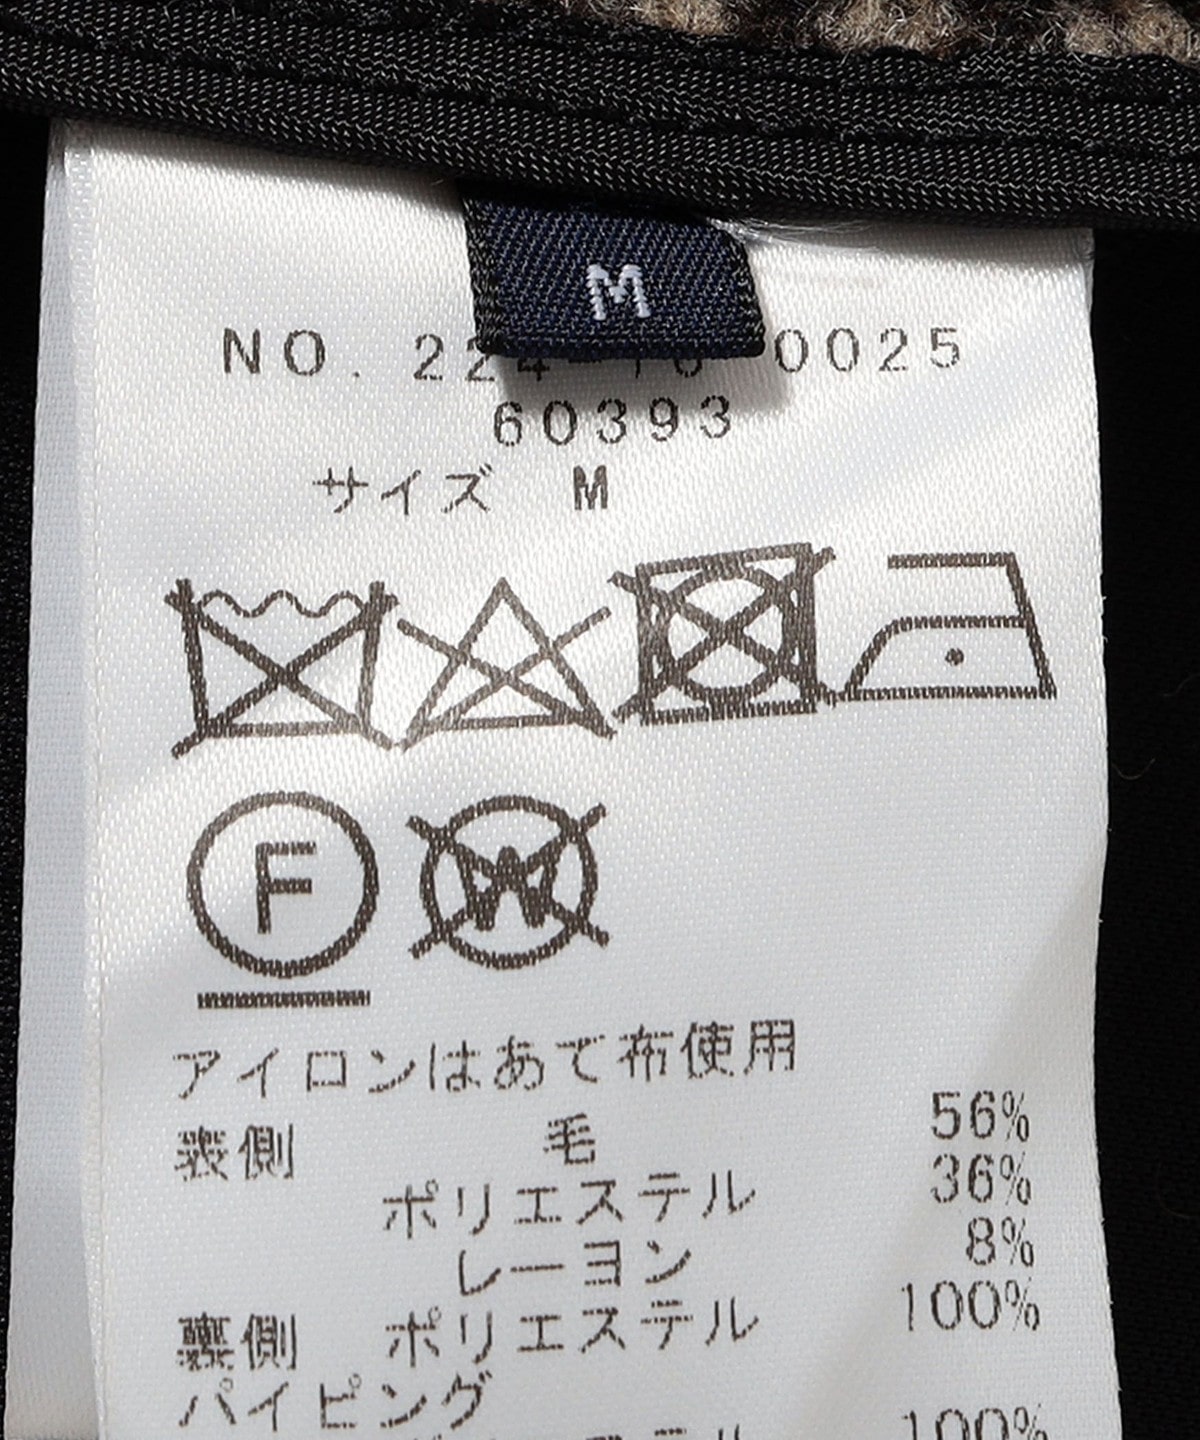 M
NO. 224-10-0025
60393
サイズ M
F
W
アイロンはあて布使用
表側 毛 56%
ポリエステル 36%
レーヨン 8%
裏側 ポリエステル 100%
パイピング
100%